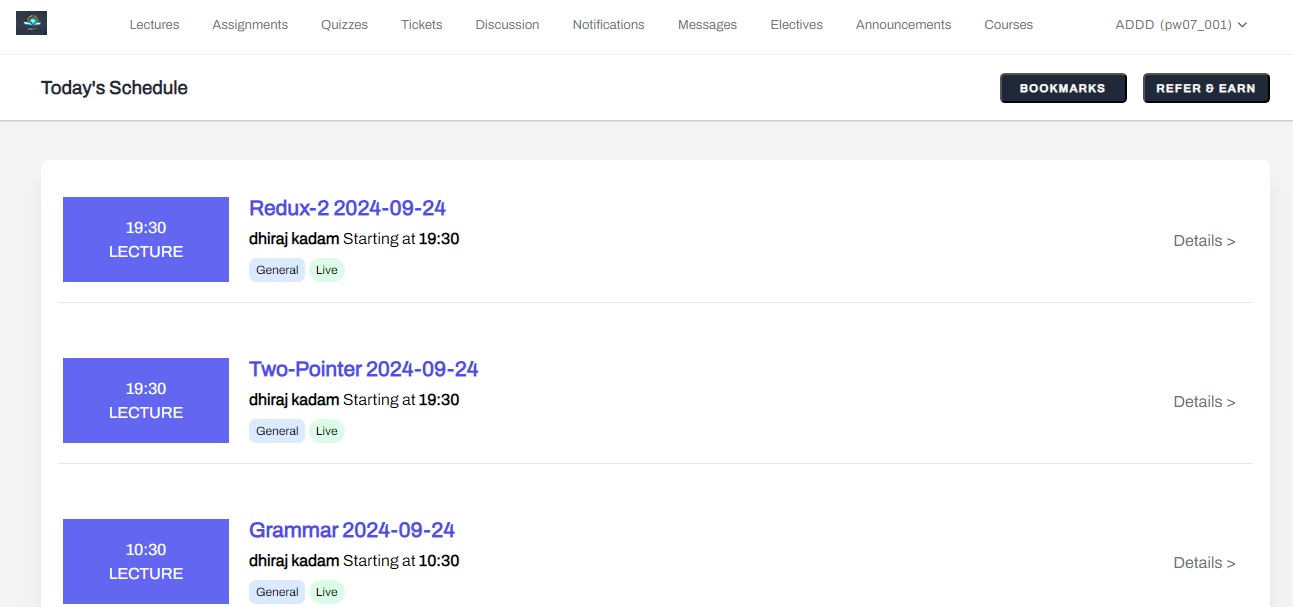 Lectures Assignments Quizzes Tickets Discussion Notifications Messages Electives Announcements Courses ADDD (pw07_001)
Today's Schedule BOOKMARKS REFER & EARN
19:30
LECTURE
Redux-2 2024-09-24
dhiraj kadam Starting at 19:30
General Live
Details >
19:30
LECTURE
Two-Pointer 2024-09-24
dhiraj kadam Starting at 19:30
General Live
Details >
10:30
LECTURE
Grammar 2024-09-24
dhiraj kadam Starting at 10:30
General Live
Details >